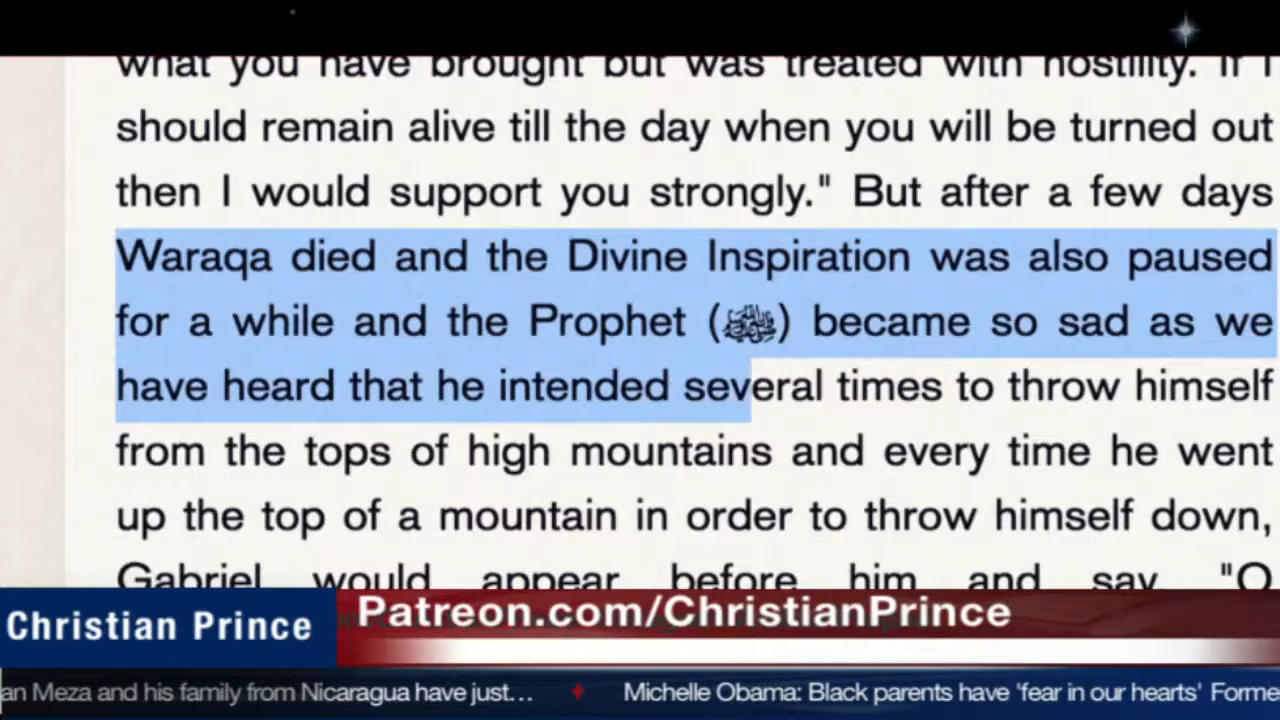 what you have brought but was treated with hostility. If I
should remain alive till the day when you will be turned out
then I would support you strongly." But after a few days
Waraqa died and the Divine Inspiration was also paused
for a while and the Prophet (ﷺ) became so sad as we
have heard that he intended several times to throw himself
from the tops of high mountains and every time he went
up the top of a mountain in order to throw himself down,
Gabriel would appear before him and say, "O
Christian Prince
Patreon.com/ChristianPrince
an Meza and his family from Nicaragua have just... ♦ Michelle Obama: Black parents have 'fear in our hearts' Forme